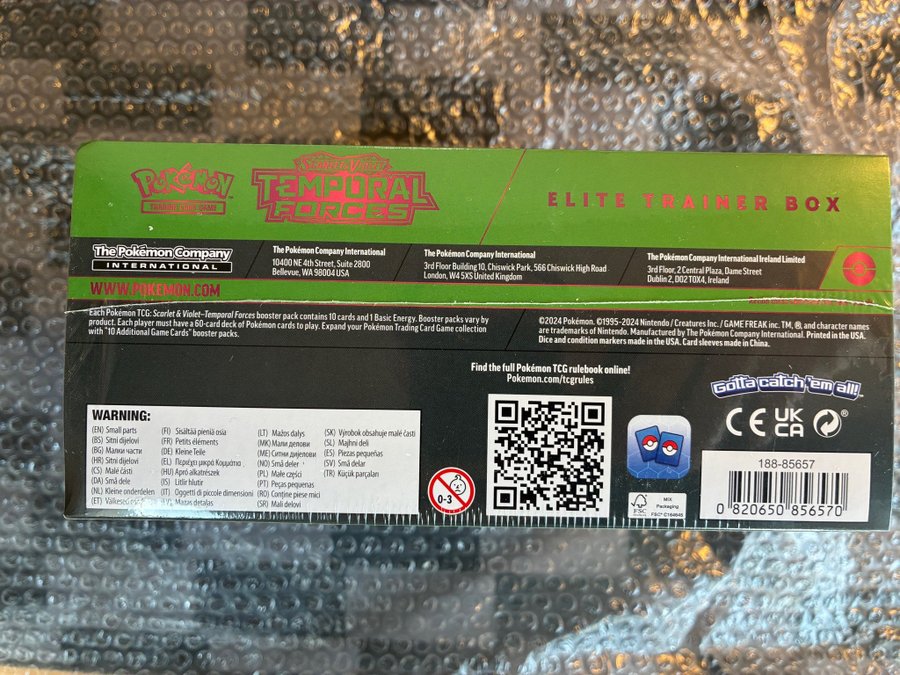 Pokémon
TRADING CARD GAME
Scarlet & Violet
TEMPORAL
FORCES
ELITE TRAINER BOX
The Pokémon Company
INTERNATIONAL
The Pokémon Company International
10400 NE 4th Street, Suite 2800
Bellevue, WA 98004 USA
The Pokémon Company International
3rd Floor Building 10, Chiswick Park, 566 Chiswick High Road
London, W4 5XS United Kingdom
The Pokémon Company International Ireland Limited
3rd Floor, 2 Central Plaza, Dame Street
Dublin 2, D02 T0X4, Ireland
WWW.POKEMON.COM
Each Pokémon TCG: Scarlet & Violet–Temporal Forces booster pack contains 10 cards and 1 Basic Energy. Booster packs vary by
product. Each player must have a 60-card deck of Pokémon cards to play. Expand your Pokémon Trading Card Game collection
with "10 Additional Game Cards" booster packs.
©2024 Pokémon. ©1995-2024 Nintendo / Creatures Inc. / GAME FREAK inc. TM, ®, and character names
are trademarks of Nintendo. Manufactured by The Pokémon Company International. Printed in the USA.
Dice and condition markers made in the USA. Card sleeves made in China.
Find the full Pokémon TCG rulebook online!
Pokemon.com/tcgrules
Gotta catch 'em all!
WARNING:
(EN) Small parts
(BS) Sitni dijelovi
(BG) Малки части
(HR) Sitni dijelovi
(CS) Malé části
(DA) Små dele
(NL) Kleine onderdelen
(ET) Väikesed
(FI) Sisältää pieniä osia
(FR) Petits éléments
(DE) Kleine Teile
(EL) Περιέχει μικρά Κομμάτια
(HU) Apró alkatrészek
(IS) Litlir hlutir
(IT) Oggetti di piccole dimensioni
(LV) Mazas detaļas
(LT) Mažos dalys
(MK) Мали делови
(ME) Ситни дијелови
(NO) Små deler
(PL) Małe części
(PT) Peças pequenas
(RO) Conține piese mici
(SR) Mali delovi
(SK) Výrobok obsahuje malé časti
(SL) Majhni deli
(ES) Piezas pequeñas
(SV) Små delar
(TR) Küçük parçaları
0-3
FSC
MIX
Packaging
FSC® C164645
CE
UK
CA
®
188-85657
0 820650 856570